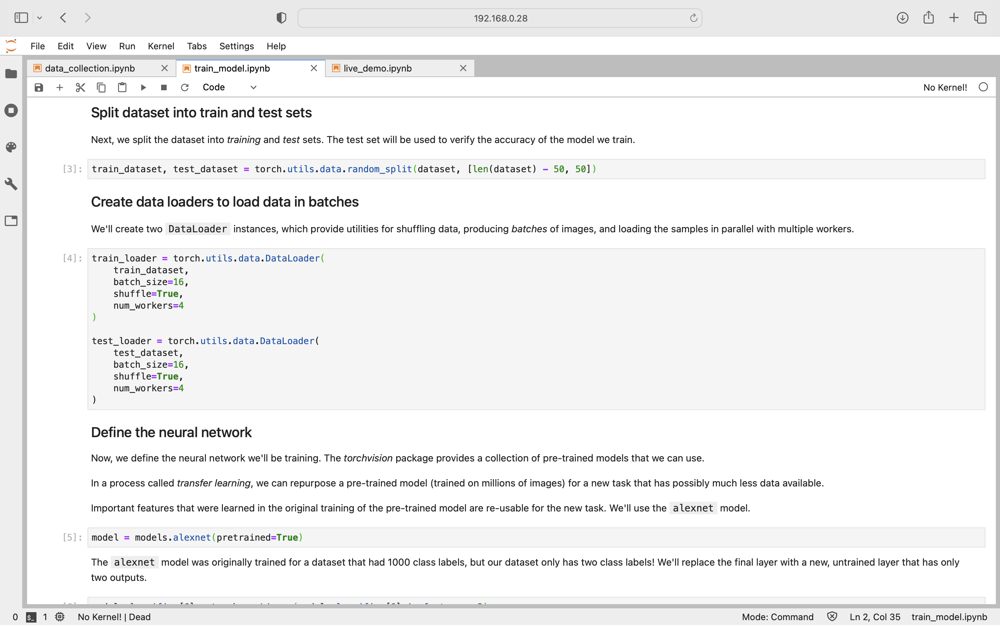 192.168.0.28
File Edit View Run Kernel Tabs Settings Help
data_collection.ipynb train_model.ipynb live_demo.ipynb
Code No Kernel!
Split dataset into train and test sets
Next, we split the dataset into training and test sets. The test set will be used to verify the accuracy of the model we train.
[3]: train_dataset, test_dataset = torch.utils.data.random_split(dataset, [len(dataset) - 50, 50])
Create data loaders to load data in batches
We'll create two DataLoader instances, which provide utilities for shuffling data, producing batches of images, and loading the samples in parallel with multiple workers.
[4]: train_loader = torch.utils.data.DataLoader(
    train_dataset,
    batch_size=16,
    shuffle=True,
    num_workers=4
)
test_loader = torch.utils.data.DataLoader(
    test_dataset,
    batch_size=16,
    shuffle=True,
    num_workers=4
)
Define the neural network
Now, we define the neural network we'll be training. The torchvision package provides a collection of pre-trained models that we can use.
In a process called transfer learning, we can repurpose a pre-trained model (trained on millions of images) for a new task that has possibly much less data available.
Important features that were learned in the original training of the pre-trained model are re-usable for the new task. We'll use the alexnet model.
[5]: model = models.alexnet(pretrained=True)
The alexnet model was originally trained for a dataset that had 1000 class labels, but our dataset only has two class labels! We'll replace the final layer with a new, untrained layer that has only
two outputs.
0 $_ 1 No Kernel! | Dead Mode: Command Ln 2, Col 35 train_model.ipynb